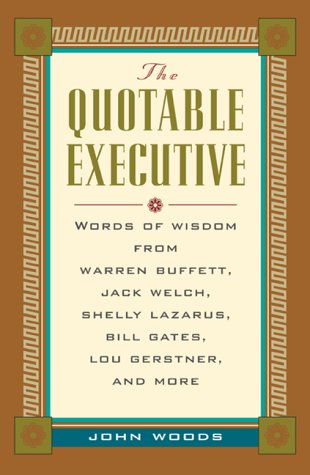 The
QUOTABLE
EXECUTIVE
WORDS OF WISDOM
FROM
WARREN BUFFETT,
JACK WELCH,
SHELLY LAZARUS,
BILL GATES,
LOU GERSTNER,
AND MORE
JOHN WOODS